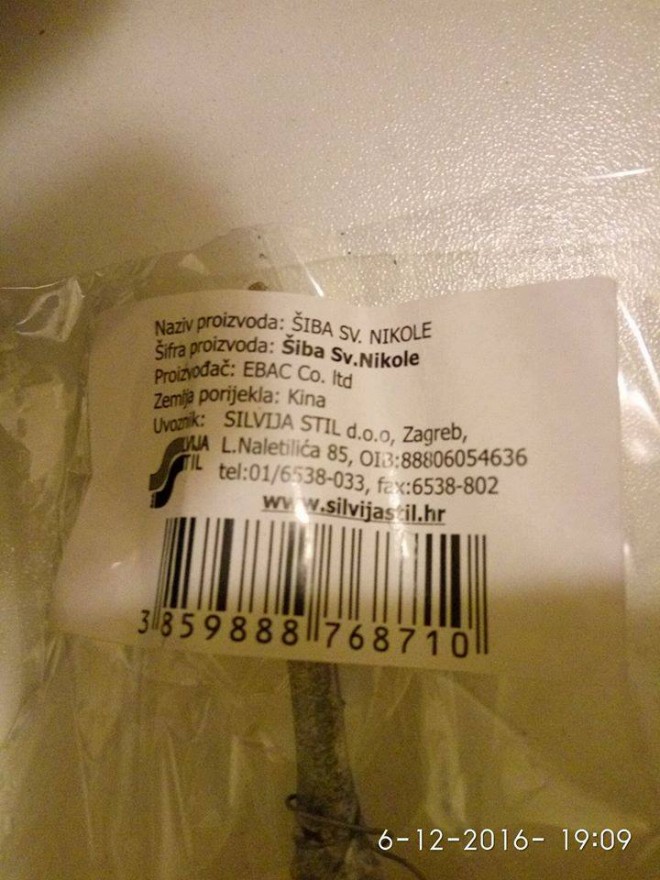 Naziv proizvoda: ŠIBA SV. NIKOLE
Šifra proizvoda: Šiba Sv.Nikole
Proizvođač: EBAC Co. ltd
Zemlja porijekla: Kina
Uvoznik: SILVIJA STIL d.o.o, Zagreb,
L.Naletilića 85, OIB:88806054636
tel:01/6538-033, fax:6538-802
www.silvijastil.hr
3859888768710
6-12-2016- 19:09